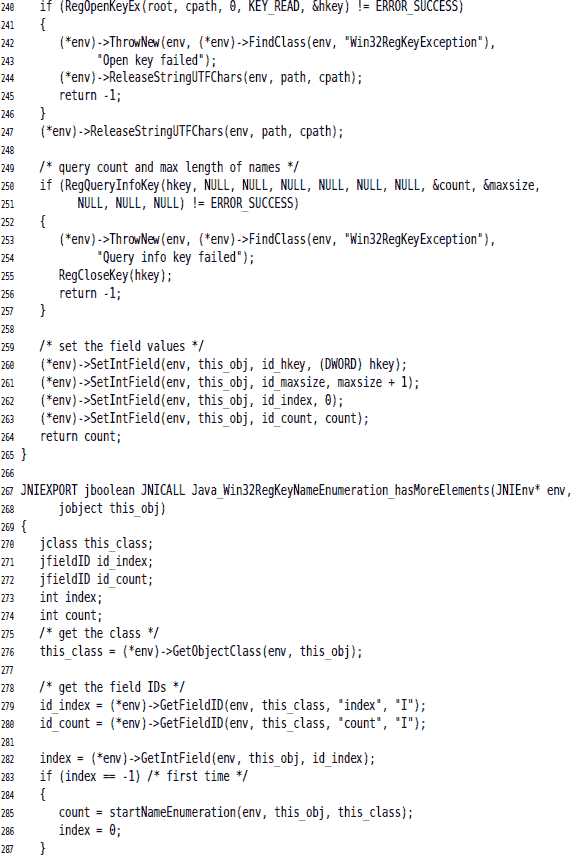 240    if (RegOpenKeyEx(root, cpath, 0, KEY_READ, &hkey) != ERROR_SUCCESS)
241    {
242       (*env)->ThrowNew(env, (*env)->FindClass(env, "Win32RegKeyException"),
243             "Open key failed");
244       (*env)->ReleaseStringUTFChars(env, path, cpath);
245       return -1;
246    }
247    (*env)->ReleaseStringUTFChars(env, path, cpath);
248
249    /* query count and max length of names */
250    if (RegQueryInfoKey(hkey, NULL, NULL, NULL, NULL, NULL, NULL, &count, &maxsize,
251          NULL, NULL, NULL) != ERROR_SUCCESS)
252    {
253       (*env)->ThrowNew(env, (*env)->FindClass(env, "Win32RegKeyException"),
254             "Query info key failed");
255       RegCloseKey(hkey);
256       return -1;
257    }
258
259    /* set the field values */
260    (*env)->SetIntField(env, this_obj, id_hkey, (DWORD) hkey);
261    (*env)->SetIntField(env, this_obj, id_maxsize, maxsize + 1);
262    (*env)->SetIntField(env, this_obj, id_index, 0);
263    (*env)->SetIntField(env, this_obj, id_count, count);
264    return count;
265 }
266
267 JNIEXPORT jboolean JNICALL Java_Win32RegKeyNameEnumeration_hasMoreElements(JNIEnv* env,
268       jobject this_obj)
269 {
270    jclass this_class;
271    jfieldID id_index;
272    jfieldID id_count;
273    int index;
274    int count;
275    /* get the class */
276    this_class = (*env)->GetObjectClass(env, this_obj);
277
278    /* get the field IDs */
279    id_index = (*env)->GetFieldID(env, this_class, "index", "I");
280    id_count = (*env)->GetFieldID(env, this_class, "count", "I");
281
282    index = (*env)->GetIntField(env, this_obj, id_index);
283    if (index == -1) /* first time */
284    {
285       count = startNameEnumeration(env, this_obj, this_class);
286       index = 0;
287    }